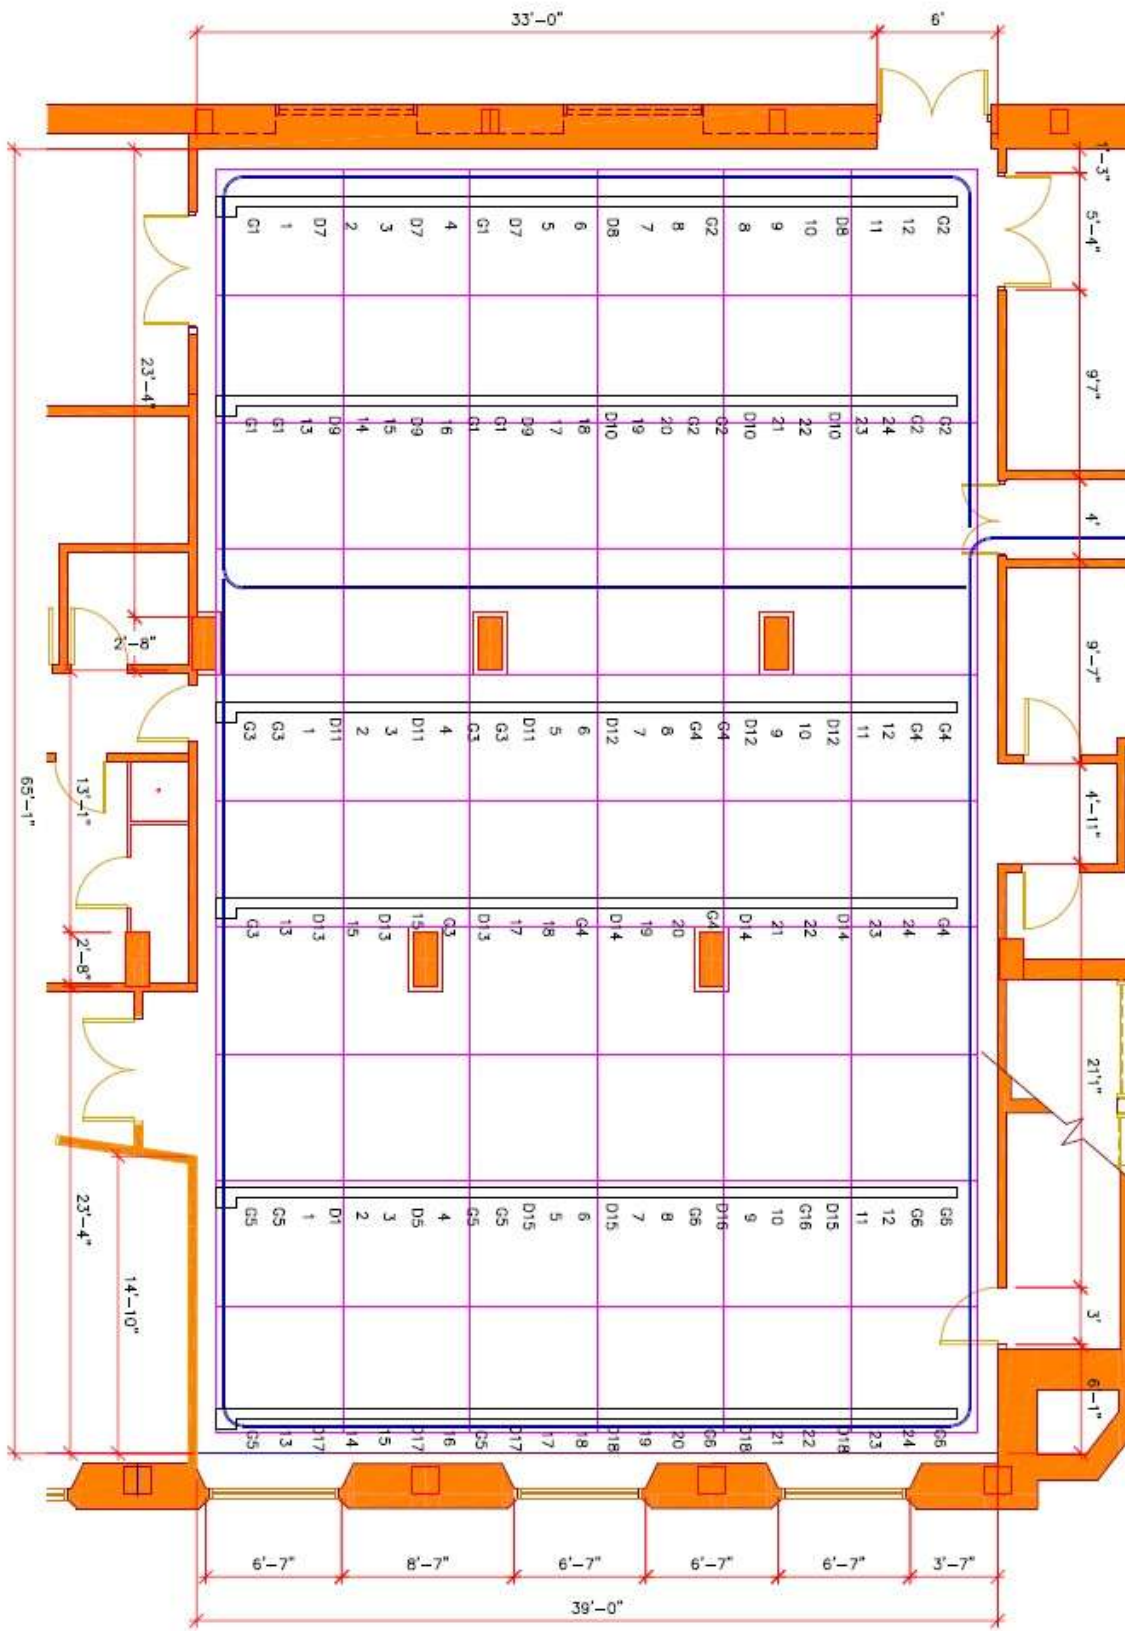 33'-0" 6'
1'-3"
5'-4"
9'7"
4'
9'-7"
4'-11"
21'1"
3'
6'-1"
23'-4"
2'-8"
65'-1"
13'-1"
2'-8"
23'-4"
14'-10"
G1 1 D7 2 3 D7 4 G1 D7 5 6 D8 7 8 G2 8 9 10 D8 11 12 G2
G1 G1 13 D9 14 15 D9 16 G1 G1 D9 17 18 D10 19 20 G2 G2 D10 21 22 D10 23 24 G2 G2
G3 G3 1 D11 2 3 D11 4 G3 G3 D11 5 6 D12 7 8 G4 G4 D12 9 10 D12 11 12 G4 G4
G3 13 D13 15 D13 15 G3 D13 17 18 G4 D14 19 20 G4 D14 21 22 D14 23 24 G4
G5 G5 1 D1 2 3 D5 4 G5 G5 D15 5 6 D15 7 8 G6 D16 9 10 G16 D15 11 12 G6 G6
G5 13 D17 14 15 D17 16 G5 D17 17 18 D18 19 20 G6 D18 21 22 D18 23 24 G6
6'-7" 8'-7" 6'-7" 6'-7" 6'-7" 3'-7"
39'-0"